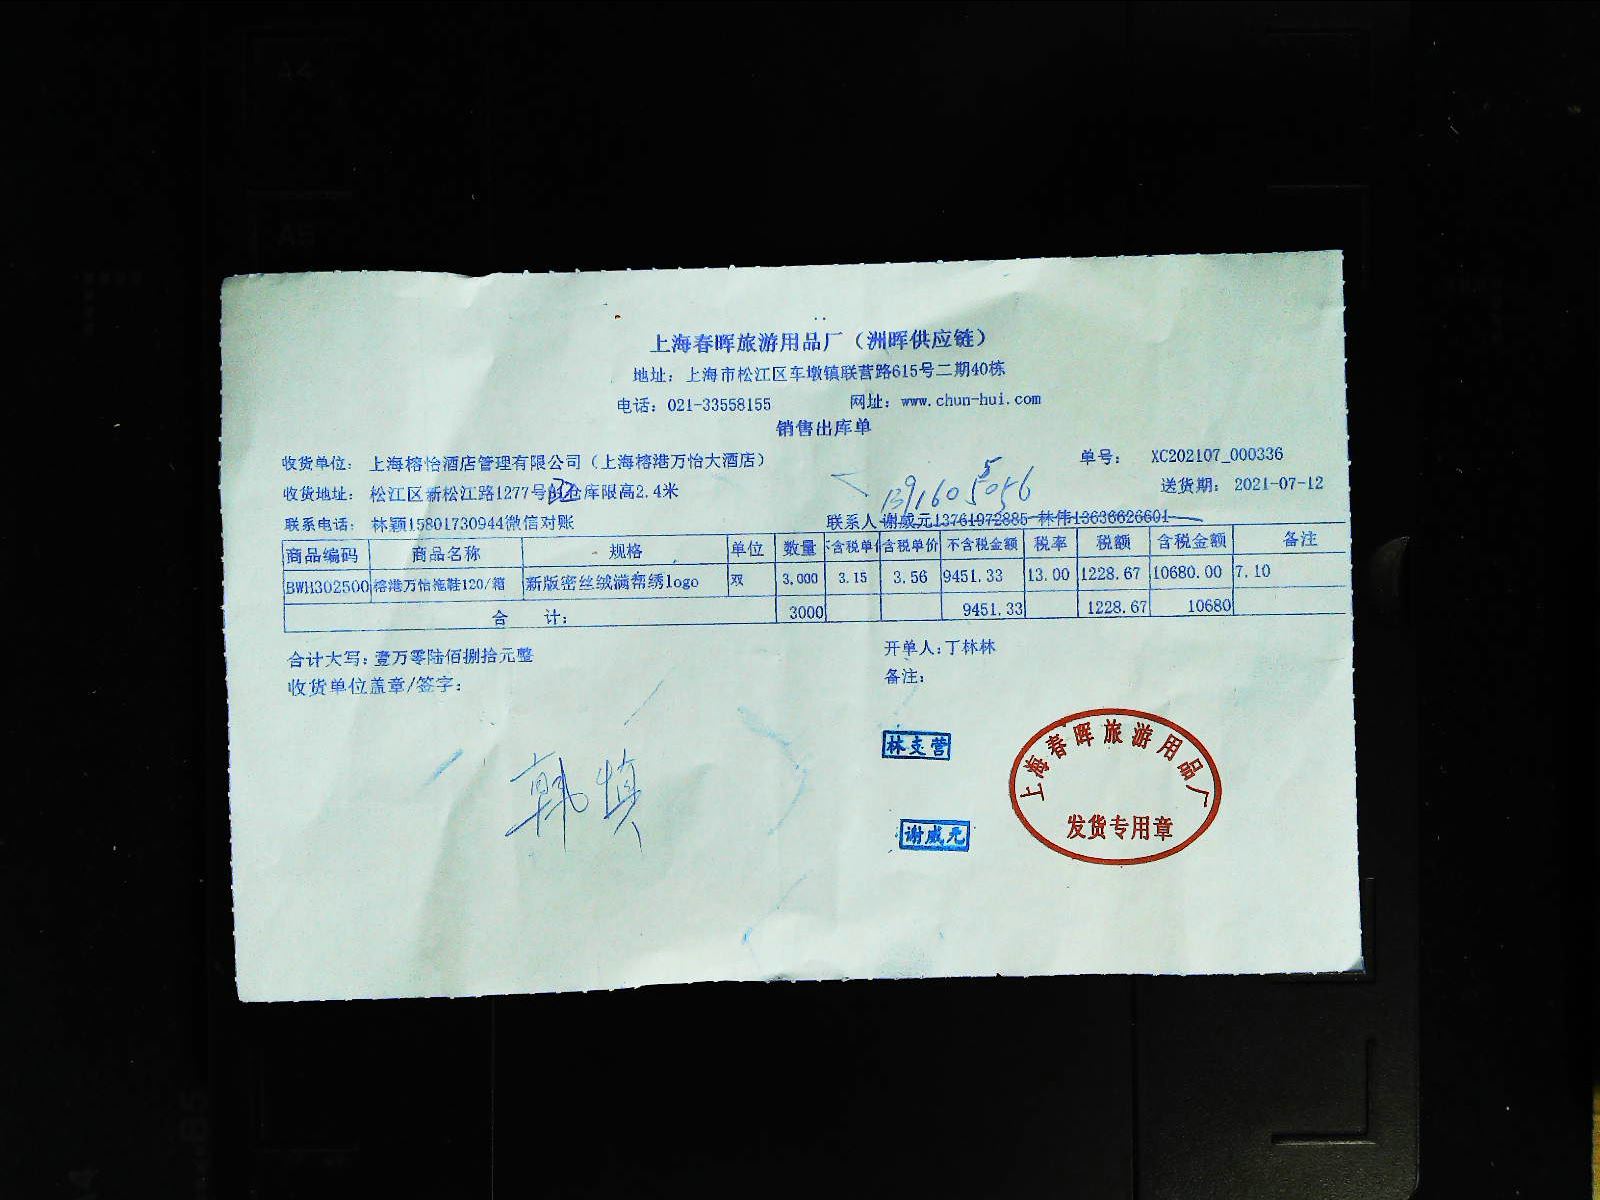 上海春晖旅游用品厂（洲晖供应链）
地址：上海市松江区车墩镇联营路615号二期40栋
电话：021-33558155 网址：www.chun-hui.com
销售出库单
收货单位：上海榕怡酒店管理有限公司（上海榕港万怡大酒店） 单号：XC202107_000336
收货地址：松江区新松江路1277号 仓库限高2.4米 送货期：2021-07-12
联系电话：林颖15801730944微信对账 联系人 谢威元13761972885 林伟13636626601
商品编码 商品名称 规格 单位 数量 不含税单价 含税单价 不含税金额 税率 税额 含税金额 备注
BWH302500 榕港万怡拖鞋120/箱 新版密丝绒满帮绣logo 双 3,000 3.15 3.56 9451.33 13.00 1228.67 10680.00 7.10
合 计： 3000 9451.33 1228.67 10680
合计大写：壹万零陆佰捌拾元整 开单人：丁林林
收货单位盖章/签字： 备注：
林支营
韩慎
谢威元
上海春晖旅游用品厂
发货专用章
A4
A5